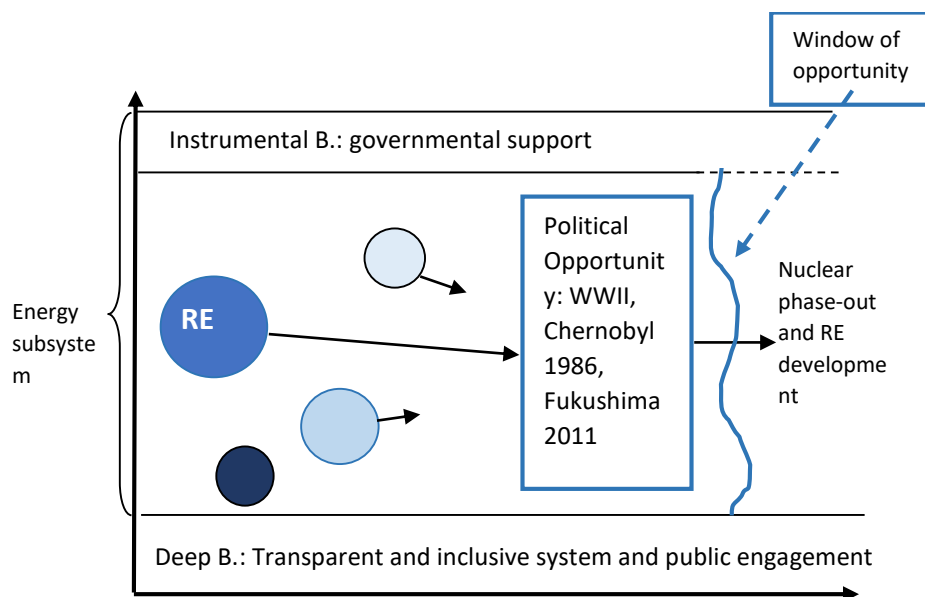 Window of
opportunity
Instrumental B.: governmental support
Political
Opportunit
y: WWII,
Chernobyl
1986,
Fukushima
2011
Nuclear
phase-out
and RE
developme
nt
RE
Energy
subsyste
m
Deep B.: Transparent and inclusive system and public engagement